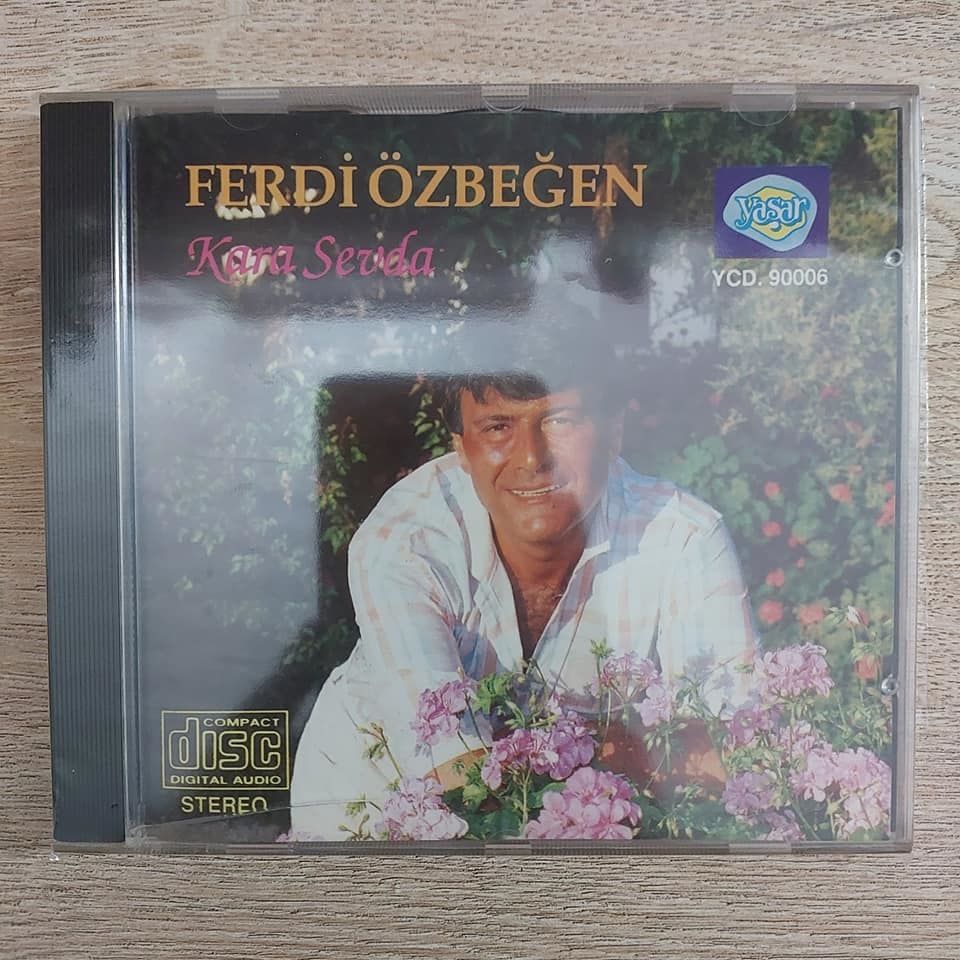 FERDİ ÖZBEĞEN
Kara Sevda
yaşar
YCD. 90006
COMPACT
disc
DIGITAL AUDIO
STEREO